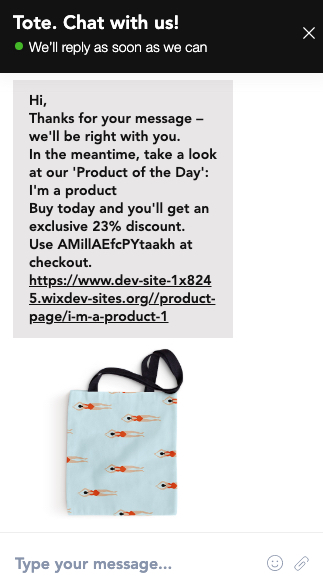 Tote. Chat with us!
We'll reply as soon as we can
Hi,
Thanks for your message –
we'll be right with you.
In the meantime, take a look
at our 'Product of the Day':
I'm a product
Buy today and you'll get an
exclusive 23% discount.
Use AMillAEfcPYtaakh at
checkout.
https://www.dev-site-1x824
5.wixdev-sites.org//product-
page/i-m-a-product-1
Type your message...